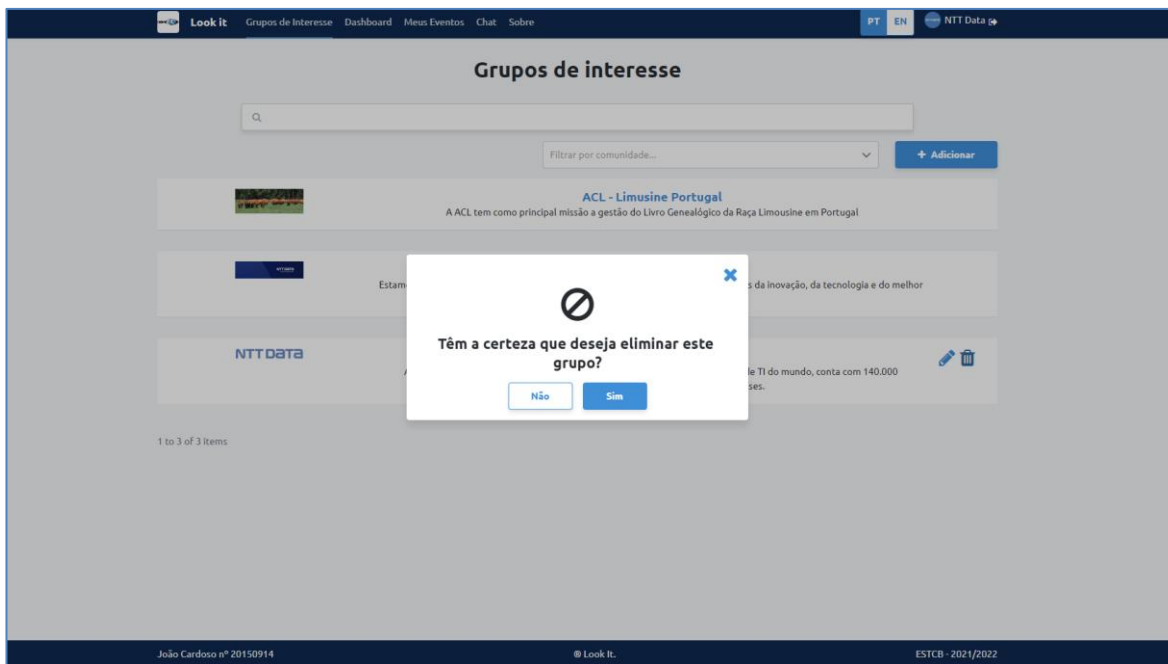 Look it Grupos de Interesse Dashboard Meus Eventos Chat Sobre PT EN NTT Data
Grupos de interesse
Filtrar por comunidade...
+ Adicionar
ACL - Limusine Portugal
A ACL tem como principal missão a gestão do Livro Genealógico da Raça Limousine em Portugal
NTT DATA
Estam
s da inovação, da tecnologia e do melhor
NTT DATA
A
le TI do mundo, conta com 140.000
ses.
Têm a certeza que deseja eliminar este
grupo?
Não Sim
1 to 3 of 3 items
João Cardoso nº 20150914 ® Look It. ESTCB - 2021/2022